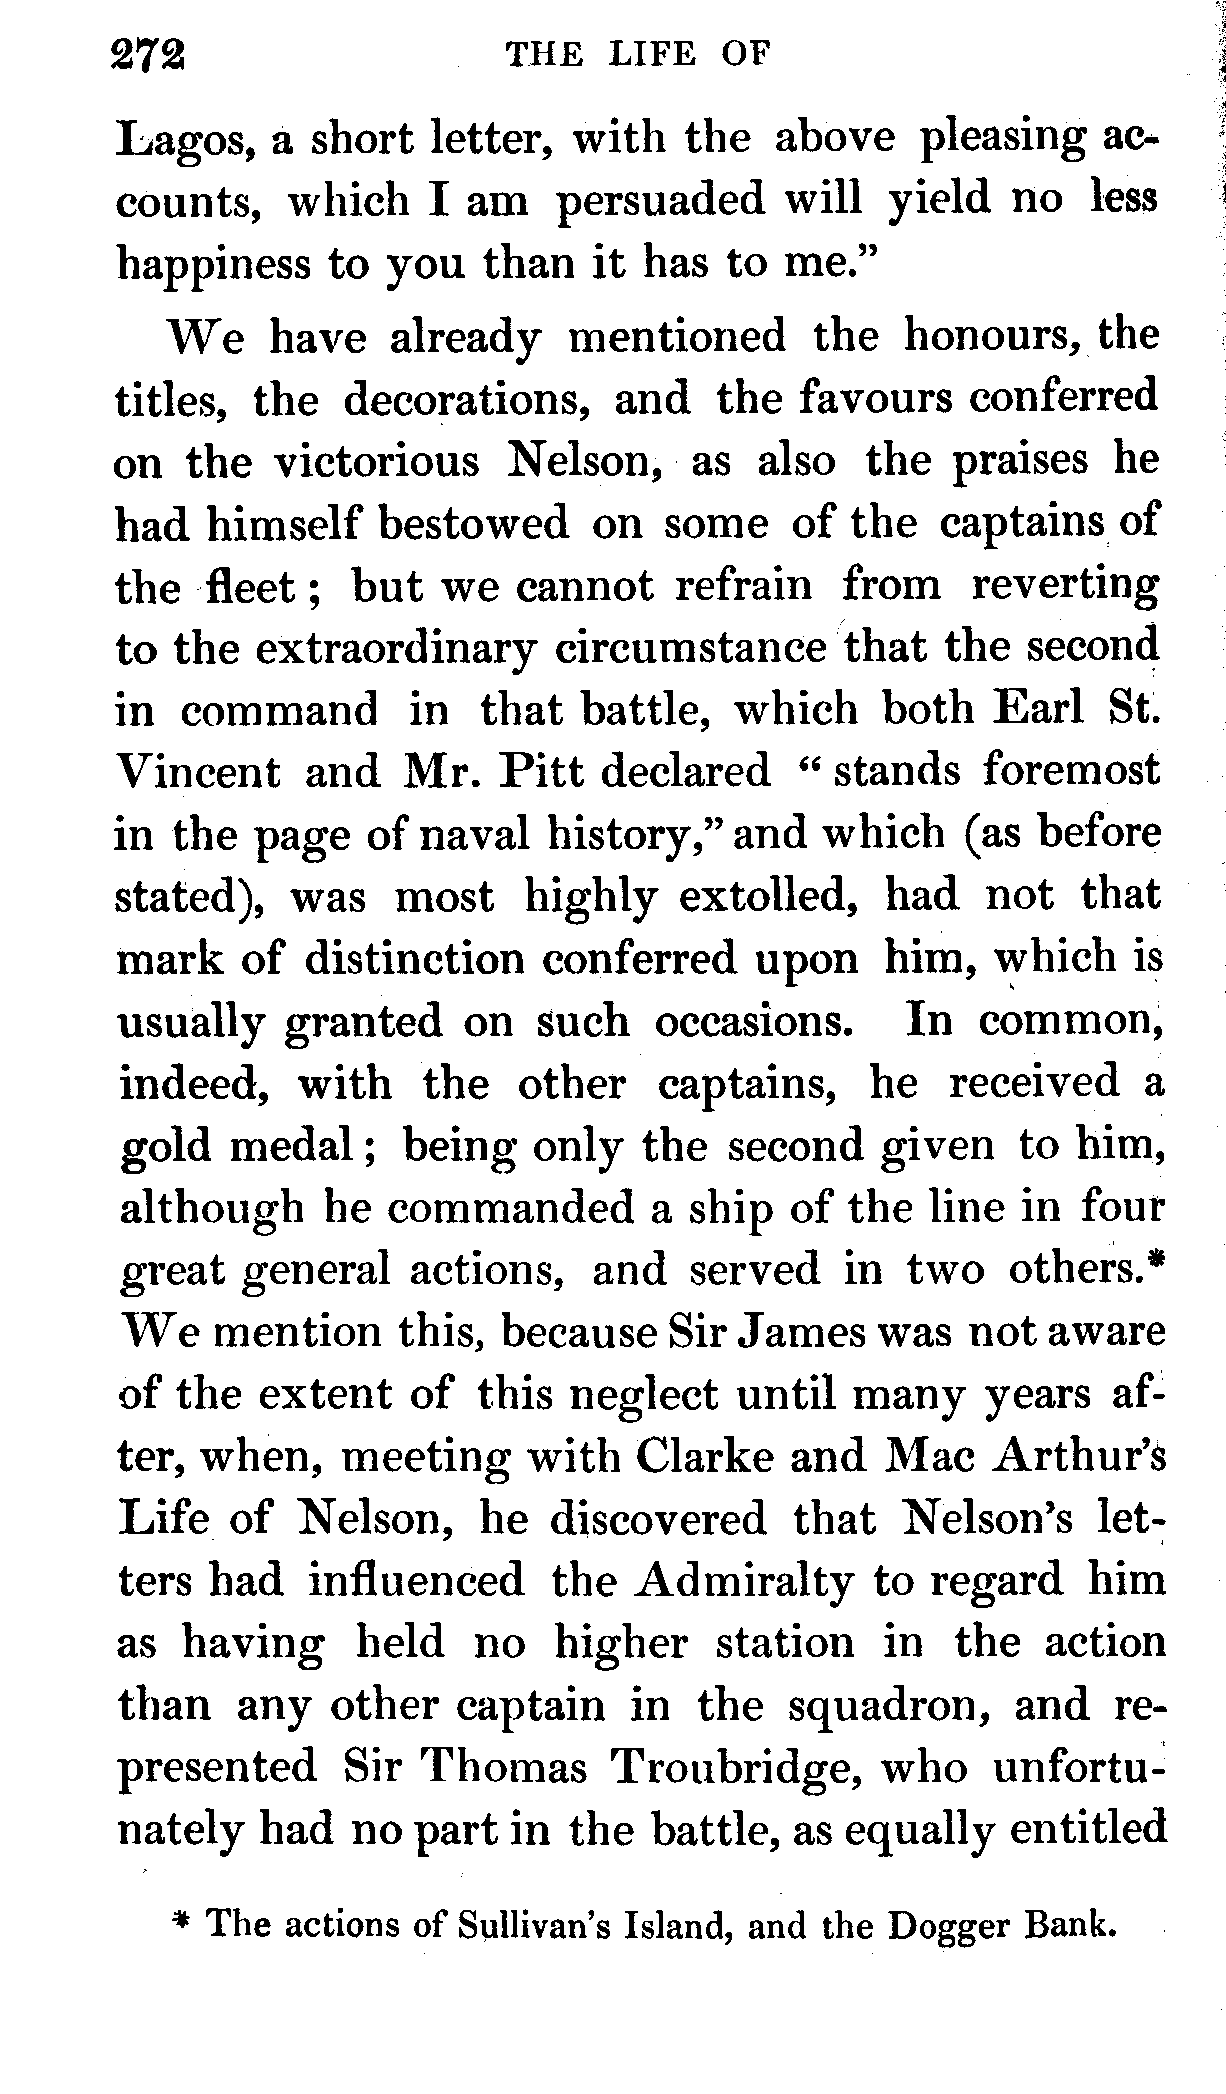 272 THE LIFE OF
Lagos, a short letter, with the above pleasing ac-
counts, which I am persuaded will yield no less
happiness to you than it has to me.”
We have already mentioned the honours, the
titles, the decorations, and the favours conferred
on the victorious Nelson, as also the praises he
had himself bestowed on some of the captains of
the fleet ; but we cannot refrain from reverting
to the extraordinary circumstance that the second
in command in that battle, which both Earl St.
Vincent and Mr. Pitt declared “ stands foremost
in the page of naval history,” and which (as before
stated), was most highly extolled, had not that
mark of distinction conferred upon him, which is
usually granted on such occasions. In common,
indeed, with the other captains, he received a
gold medal ; being only the second given to him,
although he commanded a ship of the line in four
great general actions, and served in two others.*
We mention this, because Sir James was not aware
of the extent of this neglect until many years af-
ter, when, meeting with Clarke and Mac Arthur’s
Life of Nelson, he discovered that Nelson’s let-
ters had influenced the Admiralty to regard him
as having held no higher station in the action
than any other captain in the squadron, and re-
presented Sir Thomas Troubridge, who unfortu-
nately had no part in the battle, as equally entitled
* The actions of Sullivan’s Island, and the Dogger Bank.